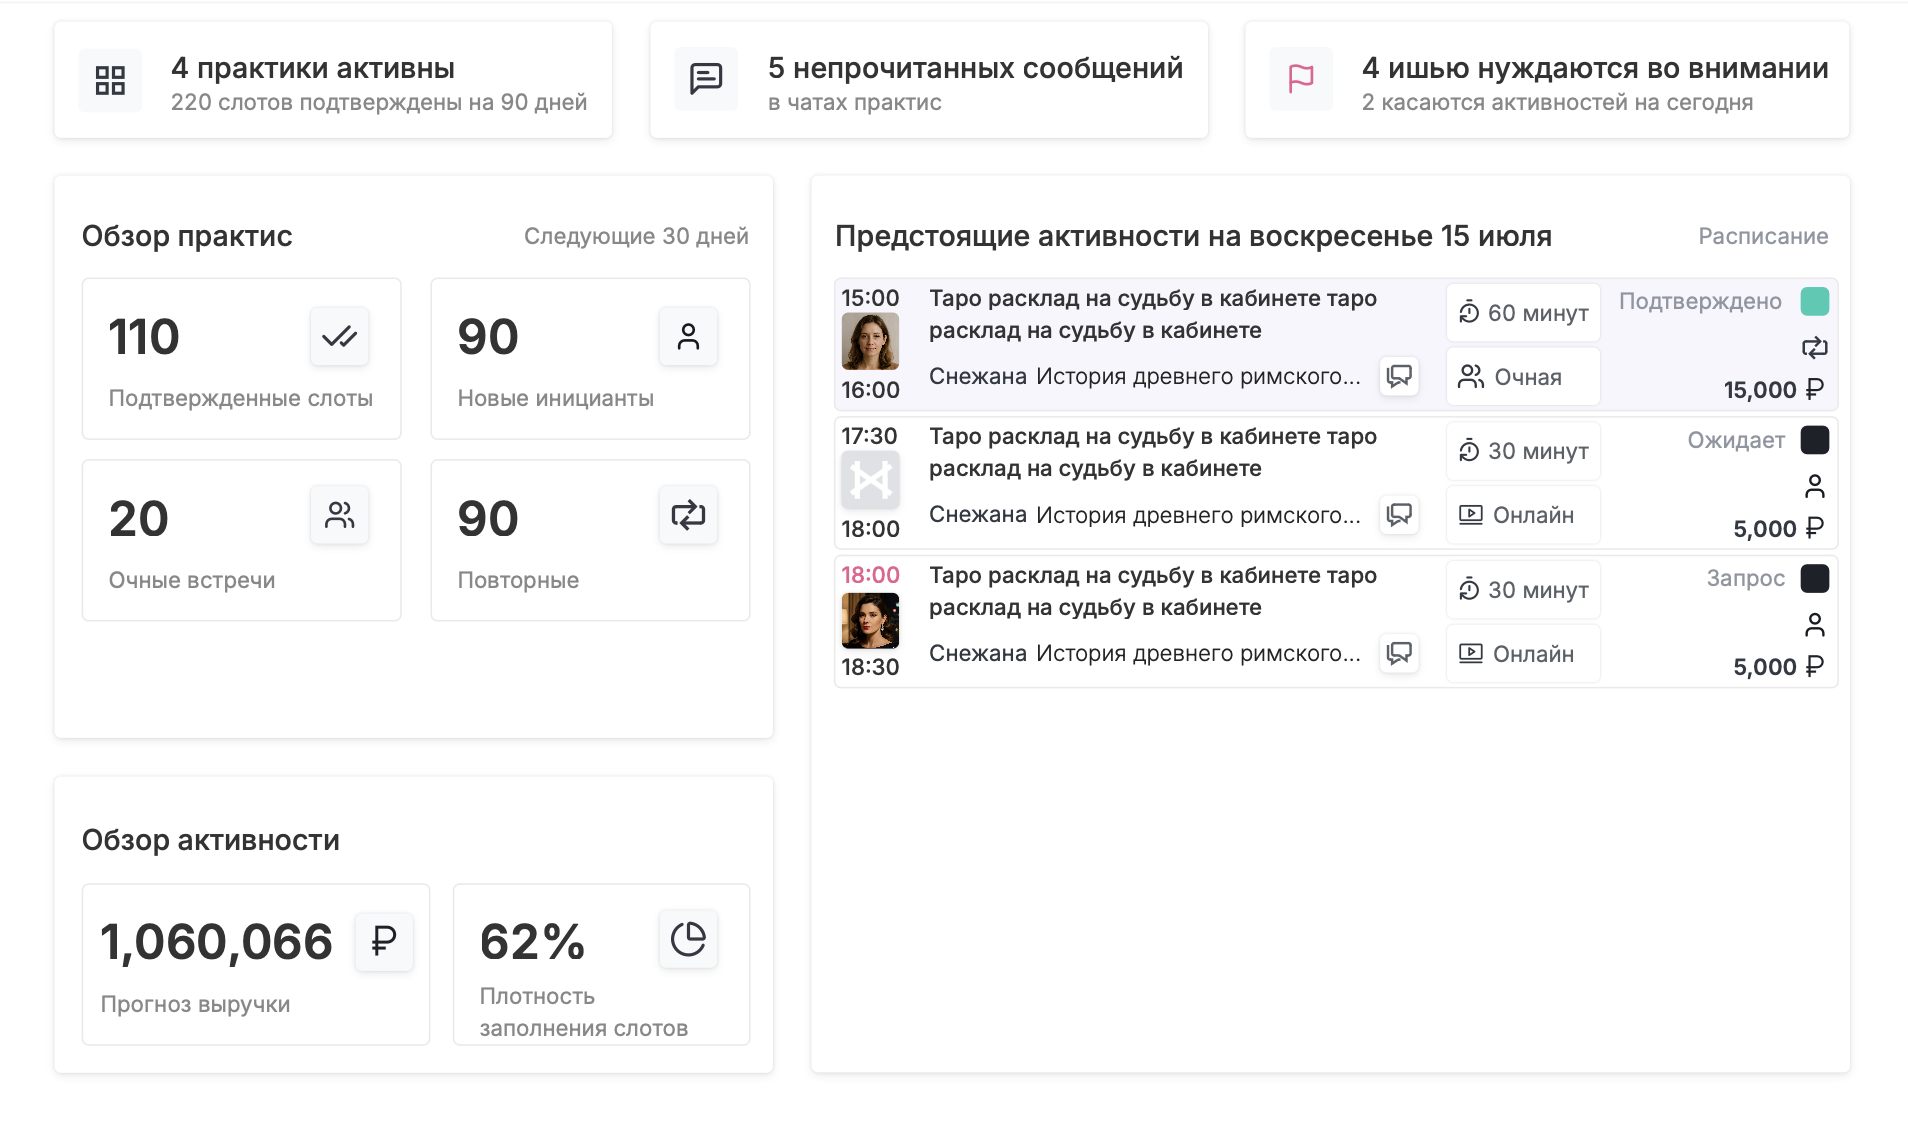 4 практики активны
220 слотов подтверждены на 90 дней
5 непрочитанных сообщений
в чатах практис
4 ишью нуждаются во внимании
2 касаются активностей на сегодня
Обзор практис
Следующие 30 дней
110
Подтвержденные слоты
90
Новые иницианты
20
Очные встречи
90
Повторные
Обзор активности
1,060,066
₽
Прогноз выручки
62%
Плотность
заполнения слотов
Предстоящие активности на воскресенье 15 июля
Расписание
15:00
16:00
Таро расклад на судьбу в кабинете таро
расклад на судьбу в кабинете
Снежана История древнего римского...
60 минут
Очная
Подтверждено
15,000 ₽
17:30
18:00
Таро расклад на судьбу в кабинете таро
расклад на судьбу в кабинете
Снежана История древнего римского...
30 минут
Онлайн
Ожидает
5,000 ₽
18:00
18:30
Таро расклад на судьбу в кабинете таро
расклад на судьбу в кабинете
Снежана История древнего римского...
30 минут
Онлайн
Запрос
5,000 ₽